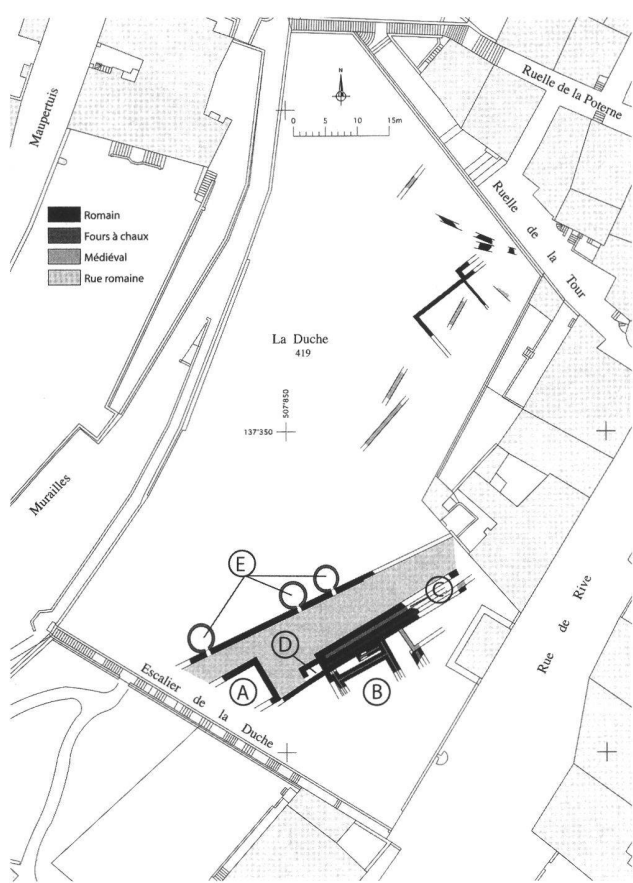 Maupertuis
Ruelle de la Poterne
N
0 5 10 15m
Ruelle de la Tour
Romain
Fours à chaux
Médiéval
Rue romaine
La Duche
419
507'850
137'350
Murailles
E
C
D
A
B
Rue de Rive
Escalier de la Duche